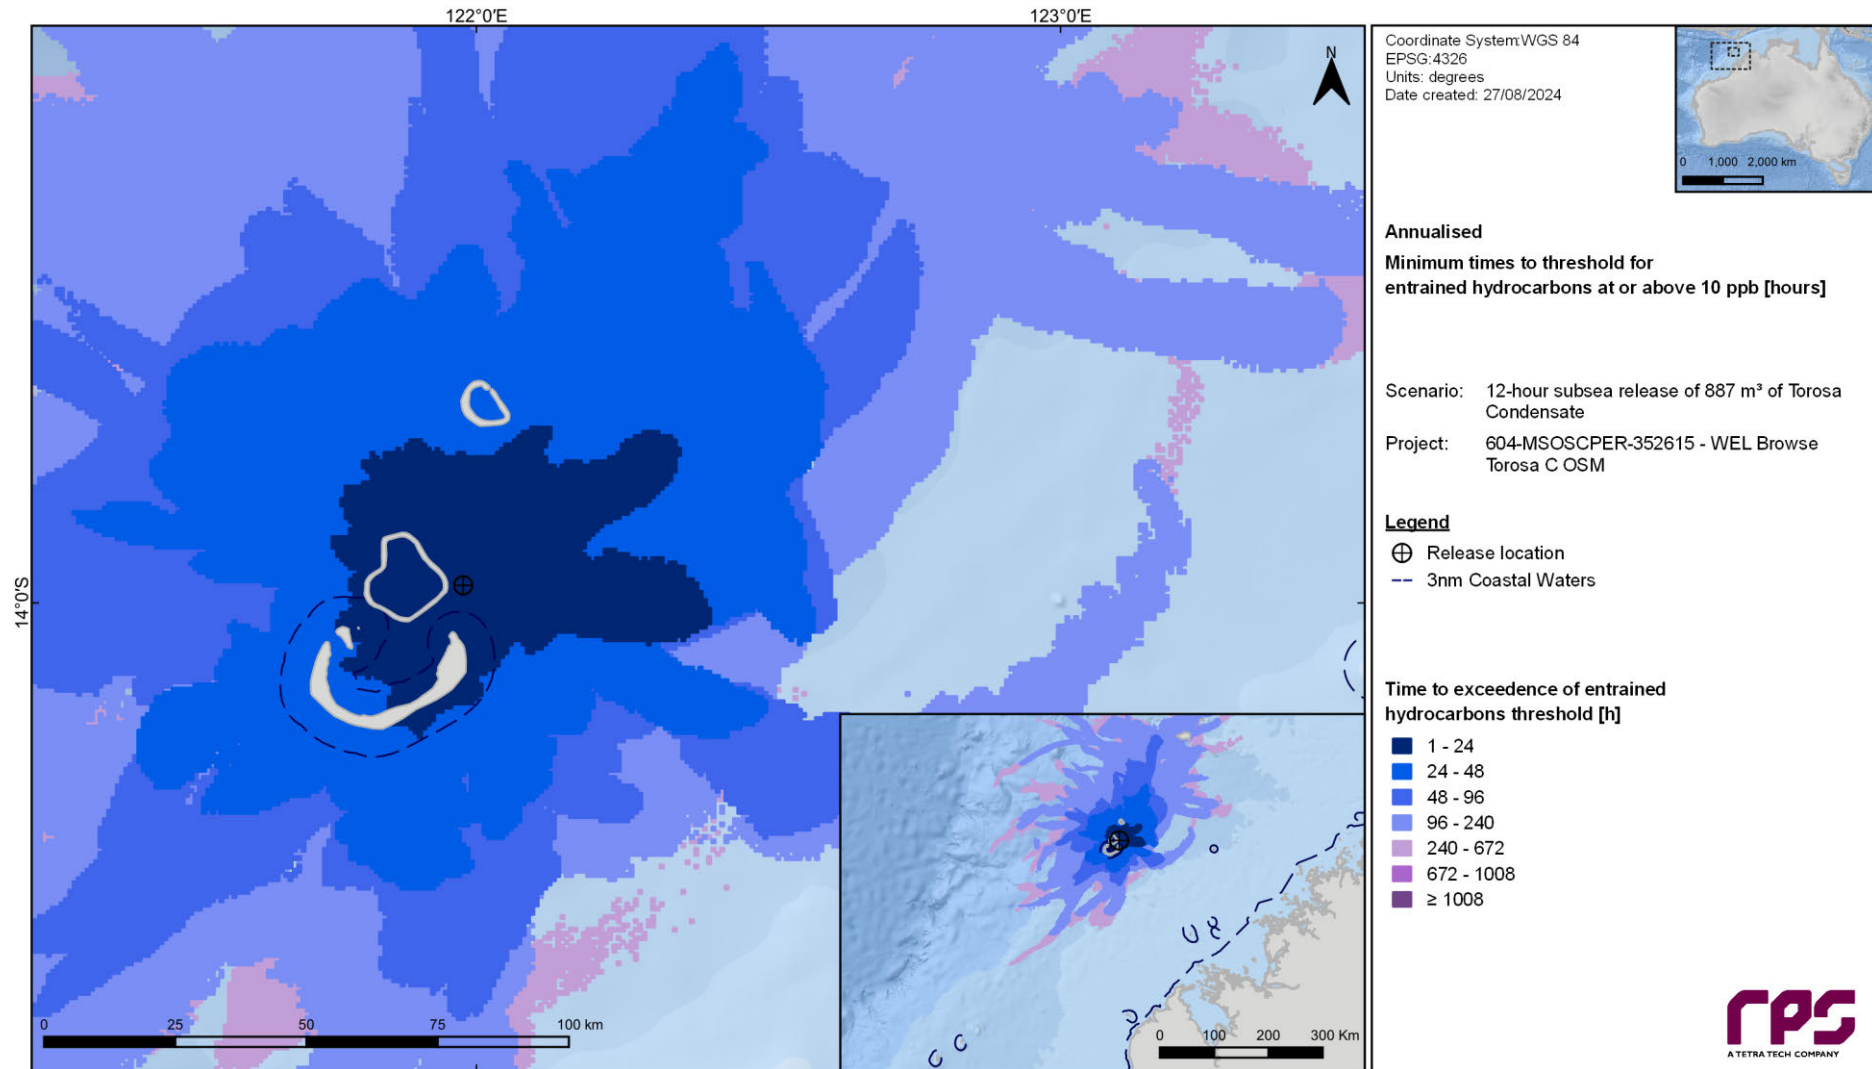 122°0'E
123°0'E
14°0'S
N
0 25 50 75 100 km
0 100 200 300 Km
Coordinate System:WGS 84
EPSG:4326
Units: degrees
Date created: 27/08/2024
0 1,000 2,000 km
Annualised
Minimum times to threshold for
entrained hydrocarbons at or above 10 ppb [hours]
Scenario: 12-hour subsea release of 887 m³ of Torosa
Condensate
Project: 604-MSOSCPER-352615 - WEL Browse
Torosa C OSM
Legend
Release location
3nm Coastal Waters
Time to exceedence of entrained
hydrocarbons threshold [h]
1 - 24
24 - 48
48 - 96
96 - 240
240 - 672
672 - 1008
≥ 1008
rps
A TETRA TECH COMPANY